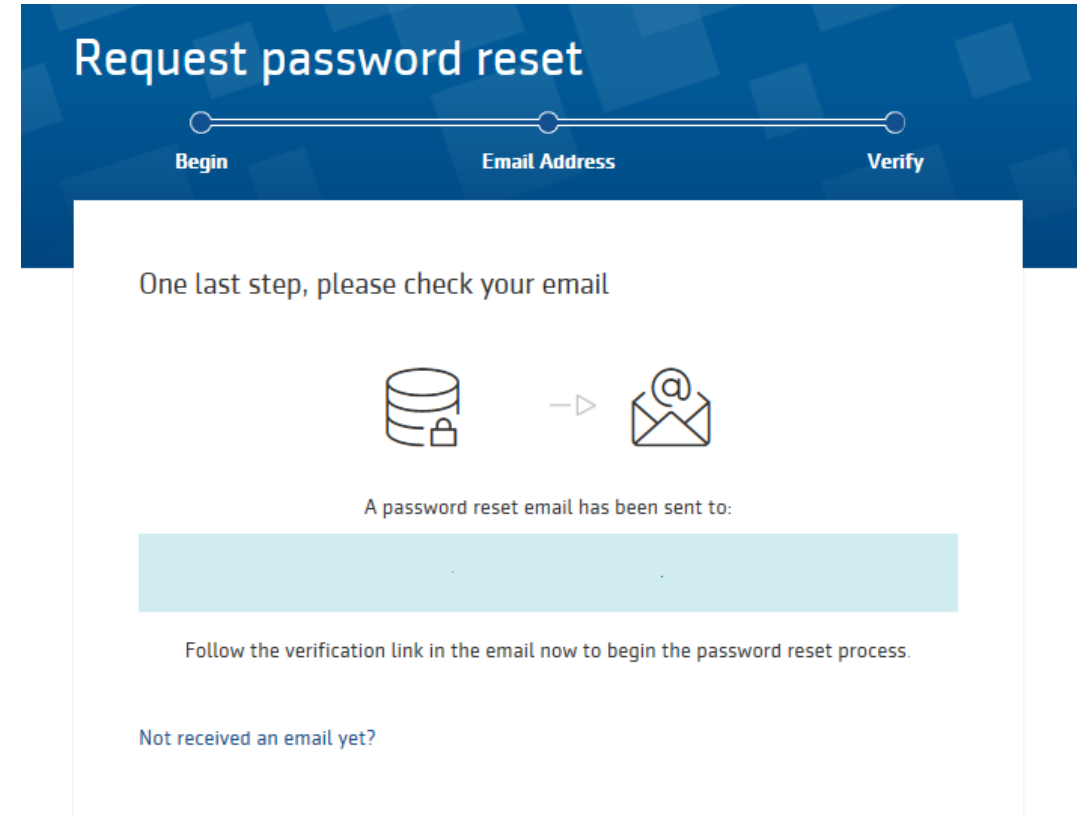 Request password reset
Begin
Email Address
Verify
One last step, please check your email
A password reset email has been sent to:
Follow the verification link in the email now to begin the password reset process.
Not received an email yet?